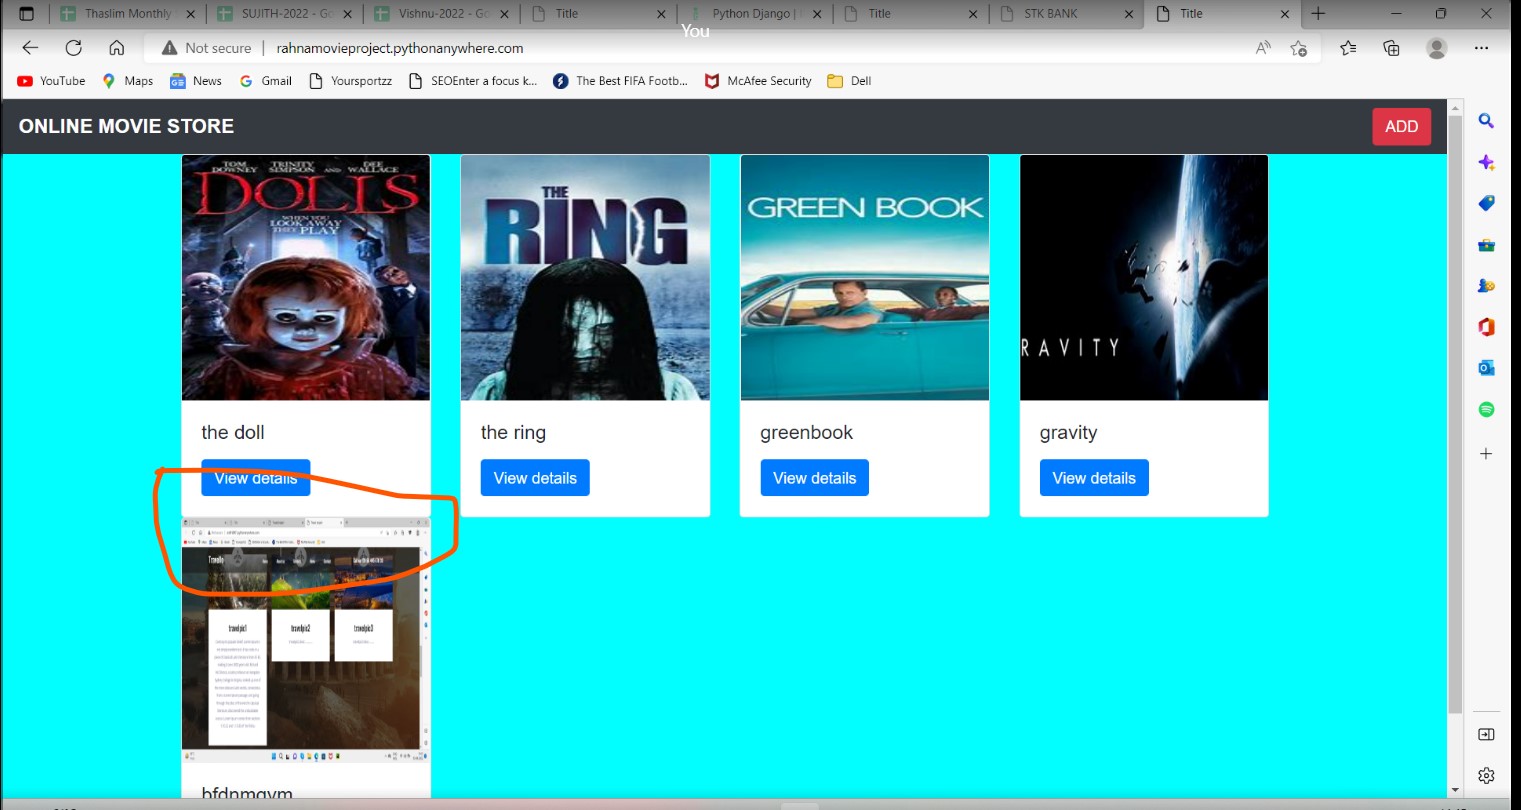 Thaslim Monthly
SUJITH-2022 - Go
Vishnu-2022 - Go
Title
Python Django |
Title
STK BANK
Title
You
Not secure
rahnamovieproject.pythonanywhere.com
YouTube
Maps
News
Gmail
Yoursportzz
SEOEnter a focus k...
The Best FIFA Footb...
McAfee Security
Dell
ONLINE MOVIE STORE
ADD
TOM DOWNEY TRINITY SIMPSON AND DEE WALLACE
DOLLS
WHEN YOU
LOOK AWAY
THEY PLAY
THE
RING
GREEN BOOK
RAVITY
the doll
the ring
greenbook
gravity
View details
View details
View details
View details
travelpic1
travelpic2
travelpic3